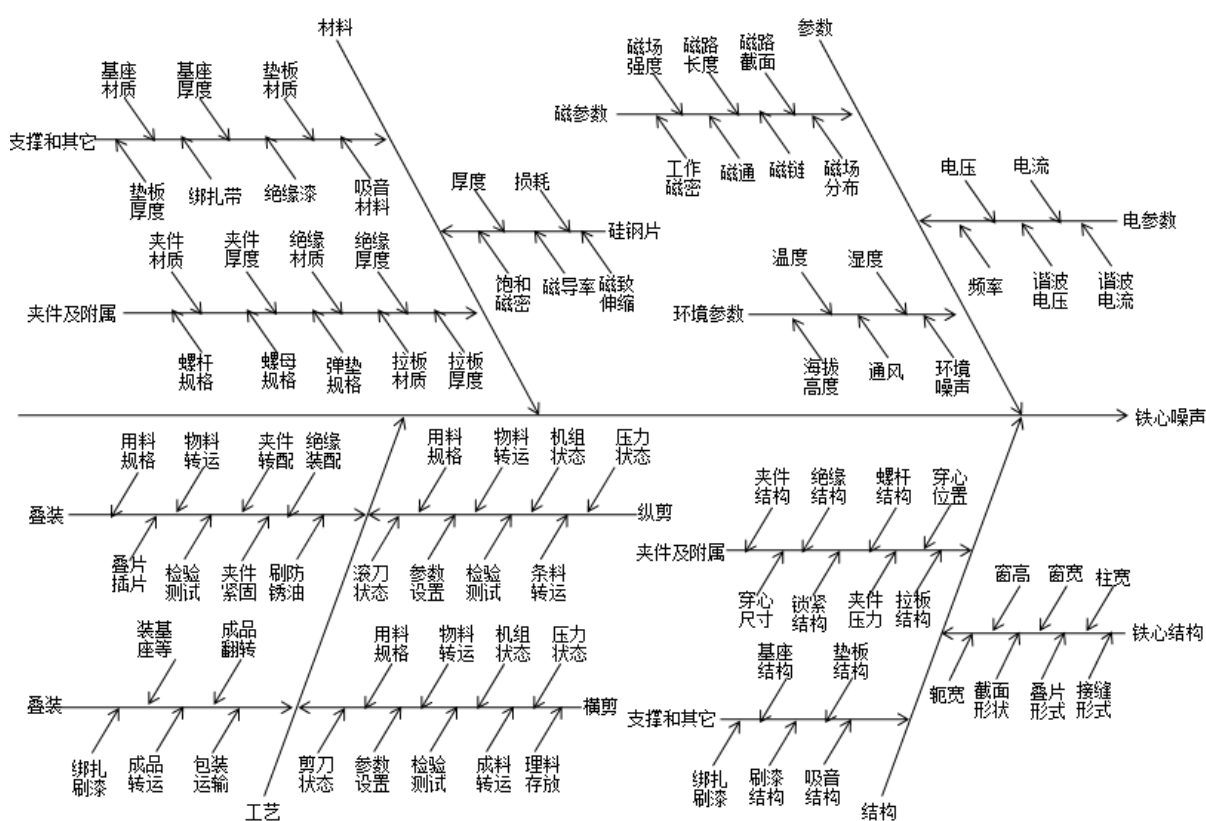 材料
参数
基座
材质
基座
厚度
垫板
材质
支撑和其它
垫板
厚度
绑扎带
绝缘漆
吸音
材料
厚度
损耗
硅钢片
饱和
磁密
磁导率
磁致
伸缩
夹件
材质
夹件
厚度
绝缘
材质
绝缘
厚度
夹件及附属
螺杆
规格
螺母
规格
弹垫
规格
拉板
材质
拉板
厚度
磁场
强度
磁路
长度
磁路
截面
磁参数
工作
磁密
磁通
磁链
磁场
分布
电压
电流
电参数
频率
谐波
电压
谐波
电流
温度
湿度
环境参数
海拔
高度
通风
环境
噪声
铁心噪声
用料
规格
物料
转运
夹件
转配
绝缘
装配
叠装
叠片
插片
检验
测试
夹件
紧固
刷防
锈油
用料
规格
物料
转运
机组
状态
压力
状态
纵剪
滚刀
状态
参数
设置
检验
测试
条料
转运
装基
座等
成品
翻转
叠装
绑扎
刷漆
成品
转运
包装
运输
用料
规格
物料
转运
机组
状态
压力
状态
横剪
剪刀
状态
参数
设置
检验
测试
成料
转运
理料
存放
工艺
夹件
结构
绝缘
结构
螺杆
结构
穿心
位置
夹件及附属
穿心
尺寸
锁紧
结构
夹件
压力
拉板
结构
窗高
窗宽
柱宽
铁心结构
轭宽
截面
形状
叠片
形式
接缝
形式
基座
结构
垫板
结构
支撑和其它
绑扎
刷漆
刷漆
结构
吸音
结构
结构